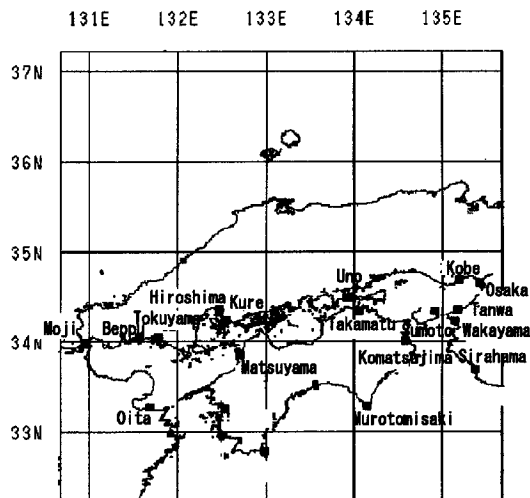 131E 132E 133E 134E 135E
37N
36N
35N
Uno Kobe
Osaka
Hiroshima Kure
Tokuyama
Takamatu
Tanwa
Moji Beppu
Sumoto Wakayama
34N
Komatsajima Sirahama
Matsuyama
Oita
Murotomisaki
33N